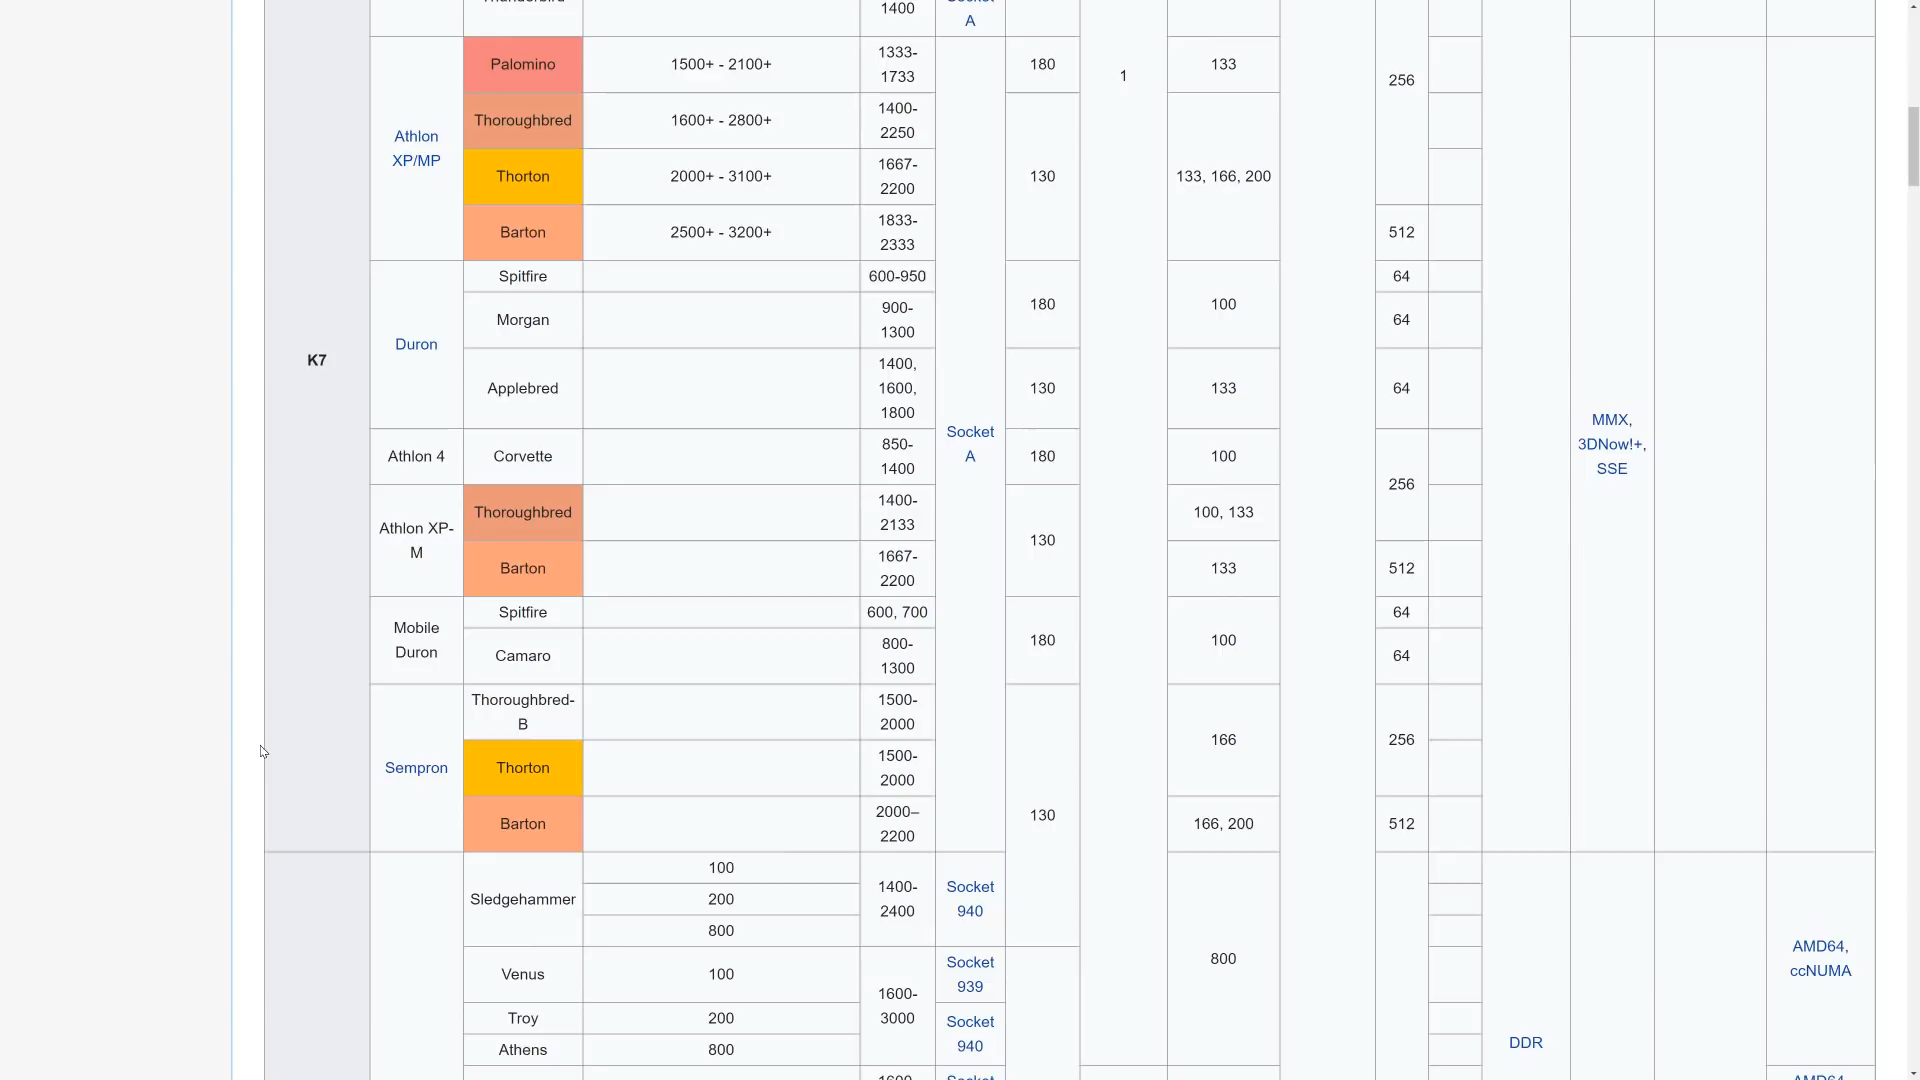 1400
A
Palomino
1500+ - 2100+
1333-
1733
180
1
133
256
Athlon
XP/MP
Thoroughbred
1600+ - 2800+
1400-
2250
Thorton
2000+ - 3100+
1667-
2200
130
133, 166, 200
Barton
2500+ - 3200+
1833-
2333
512
K7
Duron
Spitfire
600-950
180
100
64
Morgan
900-
1300
64
Applebred
1400,
1600,
1800
130
133
64
Socket
A
MMX,
3DNow!+,
SSE
Athlon 4
Corvette
850-
1400
180
100
256
Athlon XP-
M
Thoroughbred
1400-
2133
130
100, 133
Barton
1667-
2200
133
512
Mobile
Duron
Spitfire
600, 700
180
100
64
Camaro
800-
1300
64
Sempron
Thoroughbred-
B
1500-
2000
166
256
Thorton
1500-
2000
130
Barton
2000–
2200
166, 200
512
Sledgehammer
100
200
800
1400-
2400
Socket
940
800
AMD64,
ccNUMA
Venus
100
1600-
3000
Socket
939
Troy
200
Socket
940
Athens
800
DDR